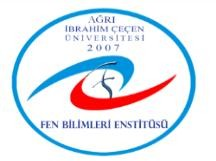 AĞRI
İBRAHİM ÇEÇEN
ÜNİVERSİTESİ
2007
FEN BİLİMLERİ ENSTİTÜSÜ